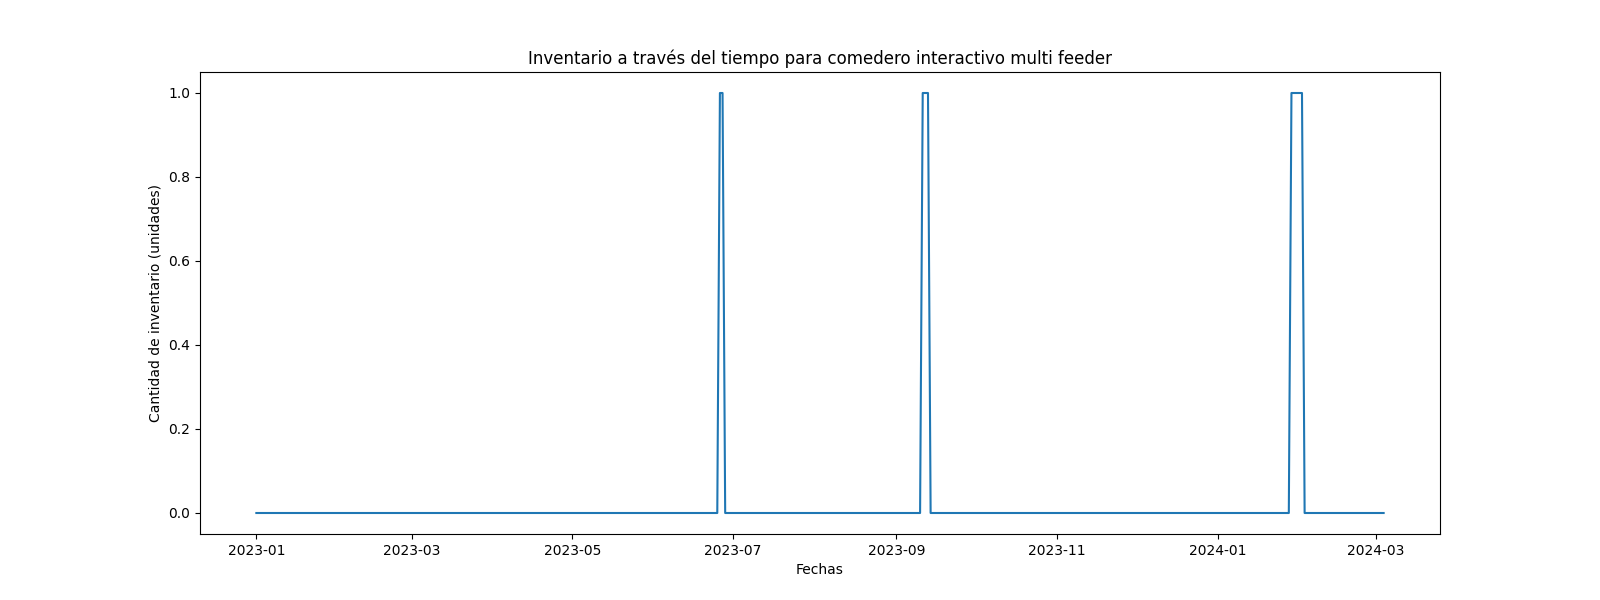 Inventario a través del tiempo para comedero interactivo multi feeder
Cantidad de inventario (unidades)
1.0
0.8
0.6
0.4
0.2
0.0
2023-01 2023-03 2023-05 2023-07 2023-09 2023-11 2024-01 2024-03
Fechas